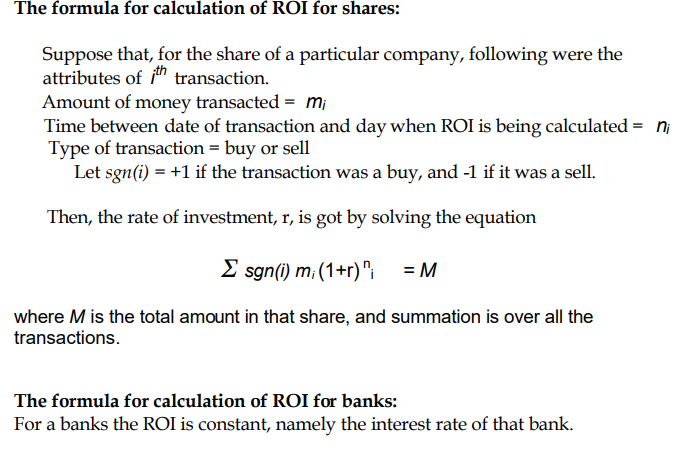 The formula for calculation of ROI for shares:
Suppose that, for the share of a particular company, following were the
attributes of iᵗʰ transaction.
Amount of money transacted = mᵢ
Time between date of transaction and day when ROI is being calculated = nᵢ
Type of transaction = buy or sell
Let sgn(i) = +1 if the transaction was a buy, and -1 if it was a sell.
Then, the rate of investment, r, is got by solving the equation
Σ sgn(i) mᵢ (1+r)ⁿᵢ = M
where M is the total amount in that share, and summation is over all the
transactions.
The formula for calculation of ROI for banks:
For a banks the ROI is constant, namely the interest rate of that bank.